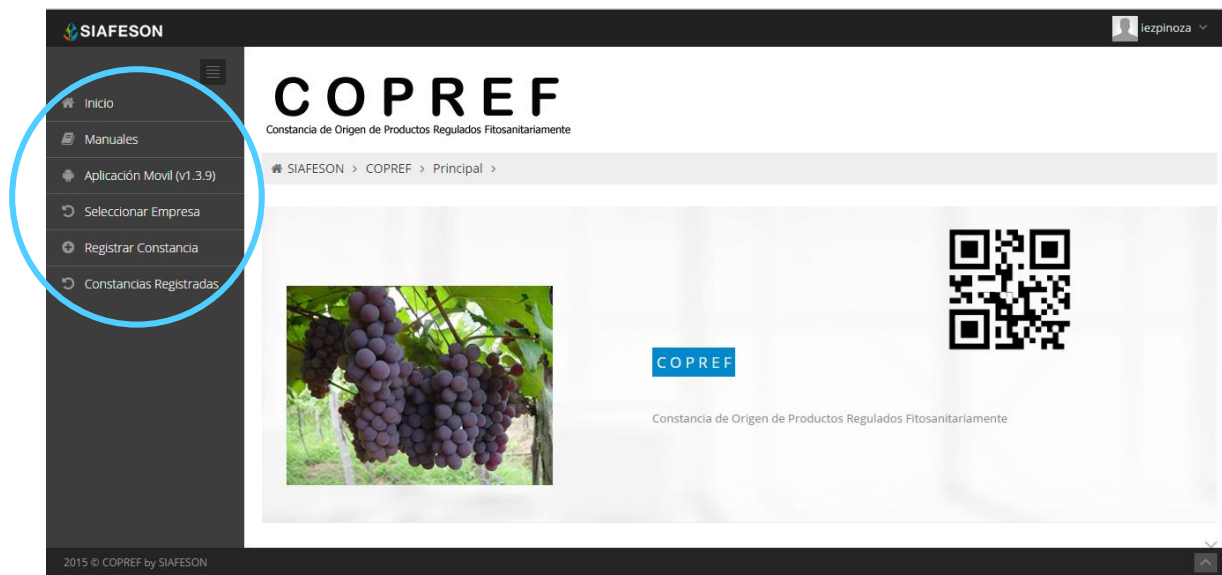 SIAFESON
iezpinoza
Inicio
Manuales
Aplicación Movil (v1.3.9)
Seleccionar Empresa
Registrar Constancia
Constancias Registradas
COPREF
Constancia de Origen de Productos Regulados Fitosanitariamente
SIAFESON > COPREF > Principal >
COPREF
Constancia de Origen de Productos Regulados Fitosanitariamente
2015 © COPREF by SIAFESON